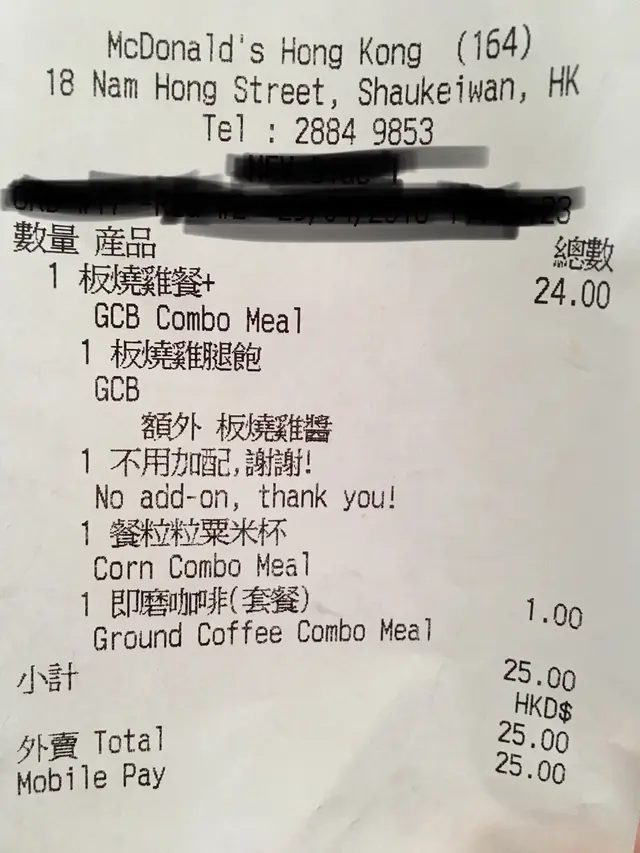 McDonald's Hong Kong (164)
18 Nam Hong Street, Shaukeiwan, HK
Tel : 2884 9853
數量 產品 總數
1 板燒雞餐+ 24.00
GCB Combo Meal
1 板燒雞腿飽
GCB
額外 板燒雞醬
1 不用加配,謝謝!
No add-on, thank you!
1 餐粒粒粟米杯
Corn Combo Meal
1 即磨咖啡(套餐) 1.00
Ground Coffee Combo Meal
小計 25.00
HKD$
外賣 Total 25.00
Mobile Pay 25.00